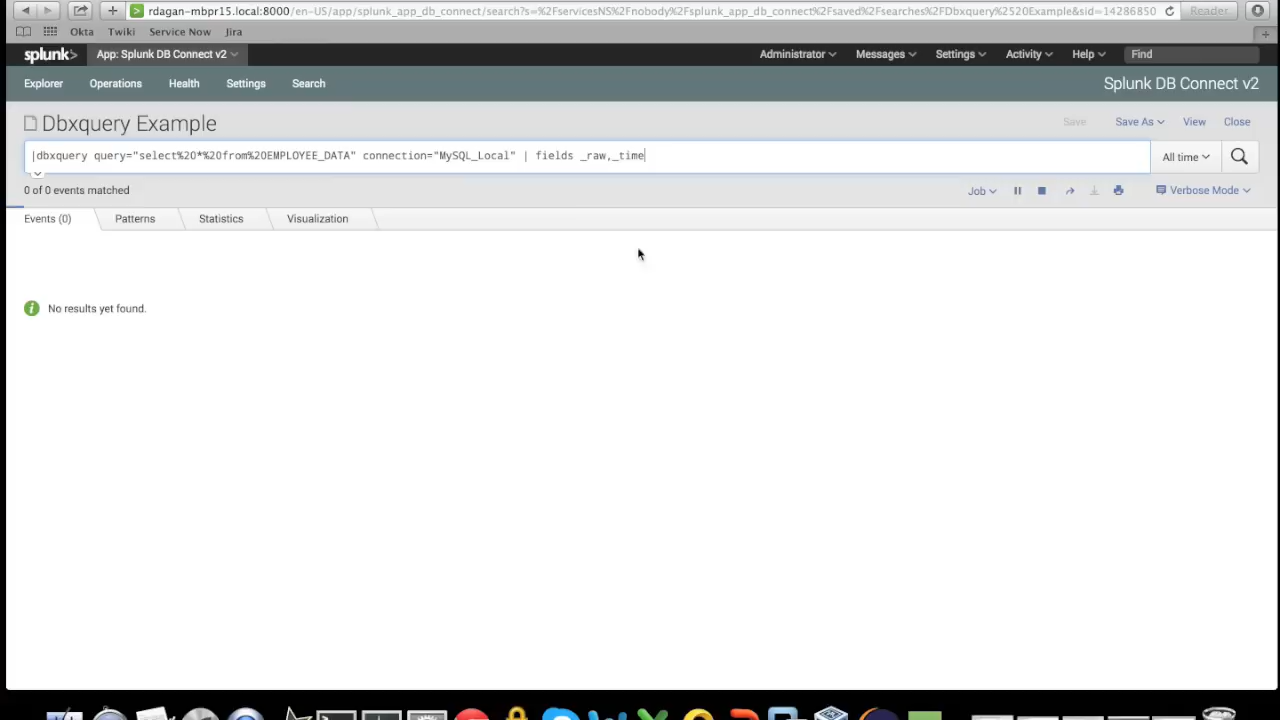 rdagan-mbpr15.local:8000/en-US/app/splunk_app_db_connect/search?s=%2FservicesNS%2Fnobody%2Fsplunk_app_db_connect%2Fsaved%2Fsearches%2FDbxquery%2520Example&sid=14286850 Reader
Okta Twiki Service Now Jira
splunk> App: Splunk DB Connect v2 Administrator Messages Settings Activity Help Find
Explorer Operations Health Settings Search Splunk DB Connect v2
Dbxquery Example Save Save As View Close
|dbxquery query="select%20*%20from%20EMPLOYEE_DATA" connection="MySQL_Local" | fields _raw,_time All time
0 of 0 events matched Job Verbose Mode
Events (0) Patterns Statistics Visualization
No results yet found.